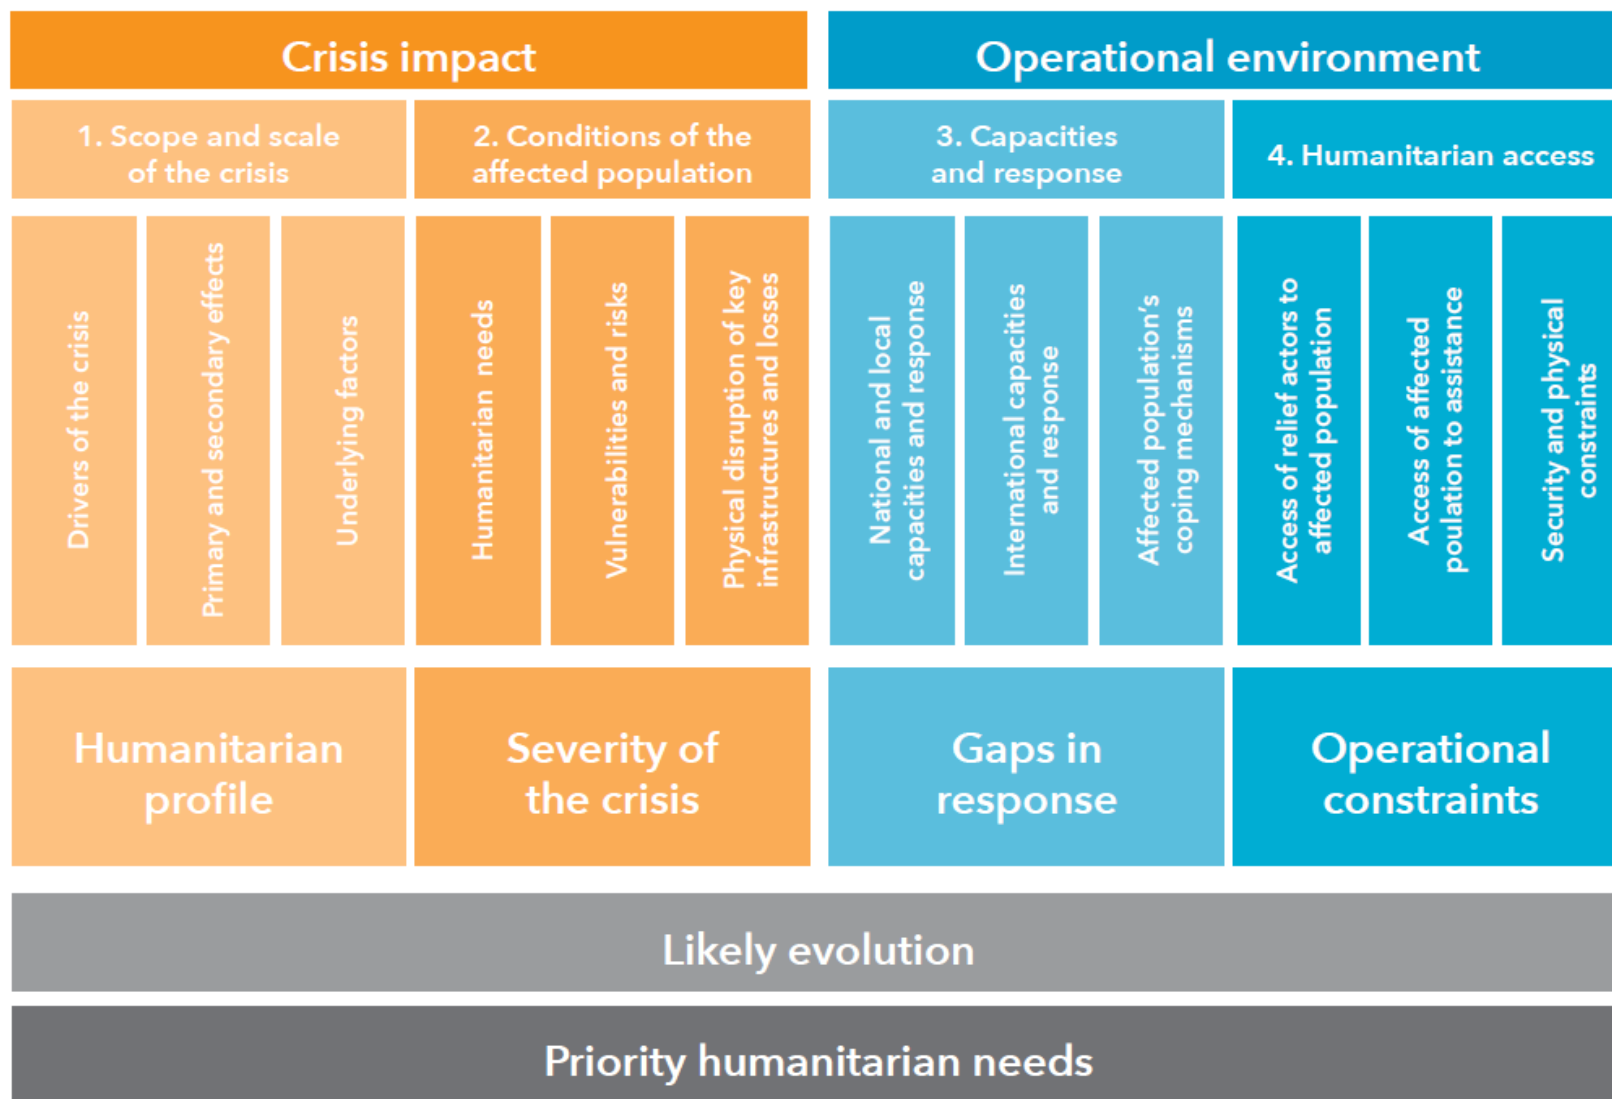 Crisis impact
Operational environment
1. Scope and scale
of the crisis
2. Conditions of the
affected population
3. Capacities
and response
4. Humanitarian access
Drivers of the crisis
Primary and secondary effects
Underlying factors
Humanitarian needs
Vulnerabilities and risks
Physical disruption of key
infrastructures and losses
National and local
capacities and response
International capacities
and response
Affected population's
coping mechanisms
Access of relief actors to
affected population
Access of affected
poulation to assistance
Security and physical
constraints
Humanitarian
profile
Severity of
the crisis
Gaps in
response
Operational
constraints
Likely evolution
Priority humanitarian needs